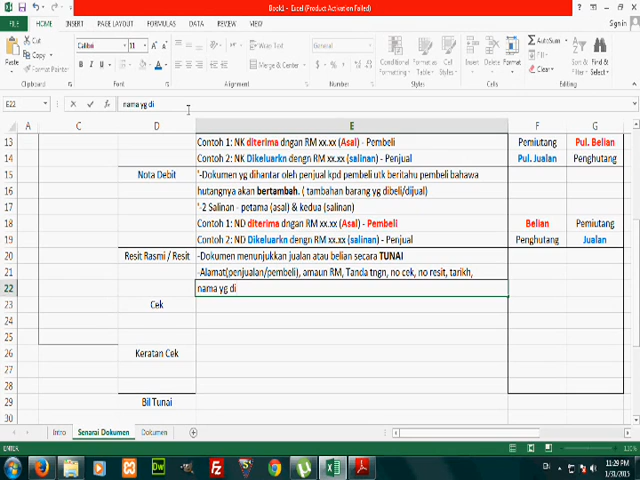 Book1 - Excel (Product Activation Failed)
FILE HOME INSERT PAGE LAYOUT FORMULAS DATA REVIEW VIEW Sign in
Cut
Copy
Format Painter
Paste
Clipboard
Calibri 11
B I U
Font
Wrap Text
Merge & Center
Alignment
General
Number
Conditional Format as Cell
Styles
Insert Delete Format
Cells
AutoSum
Fill
Clear
Sort & Find &
Filter Select
Editing
E22 nama yg di
A C D E F G
13 Contoh 1: NK diterima dngan RM xx.xx (Asal) - Pembeli Pemiutang Pul. Belian
14 Contoh 2: NK Dikeluarkn dengn RM xx.xx (salinan) - Penjual Pul. Jualan Penghutang
15 Nota Debit '-Dokumen yg dihantar oleh penjual kpd pembeli utk beritahu pembeli bahawa
16 hutangnya akan bertambah. ( tambahan barang yg dibeli/dijual)
17 '-2 Salinan - petama (asal) & kedua (salinan)
18 Contoh 1: ND diterima dngan RM xx.xx (Asal) - Pembeli Belian Pemiutang
19 Contoh 2: ND Dikeluarkn dengn RM xx.xx (salinan) - Penjual Penghutang Jualan
20 Resit Rasmi / Resit -Dokumen menunjukkan jualan atau belian secara TUNAI
21 -Alamat(penjualan/pembeli), amaun RM, Tanda tngn, no cek, no resit, tarikh,
22 nama yg di
23 Cek
24
25
26 Keratan Cek
27
28
29 Bil Tunai
30
Intro Senarai Dokumen Dokumen
ENTER
EN 11:29 PM
1/31/2015